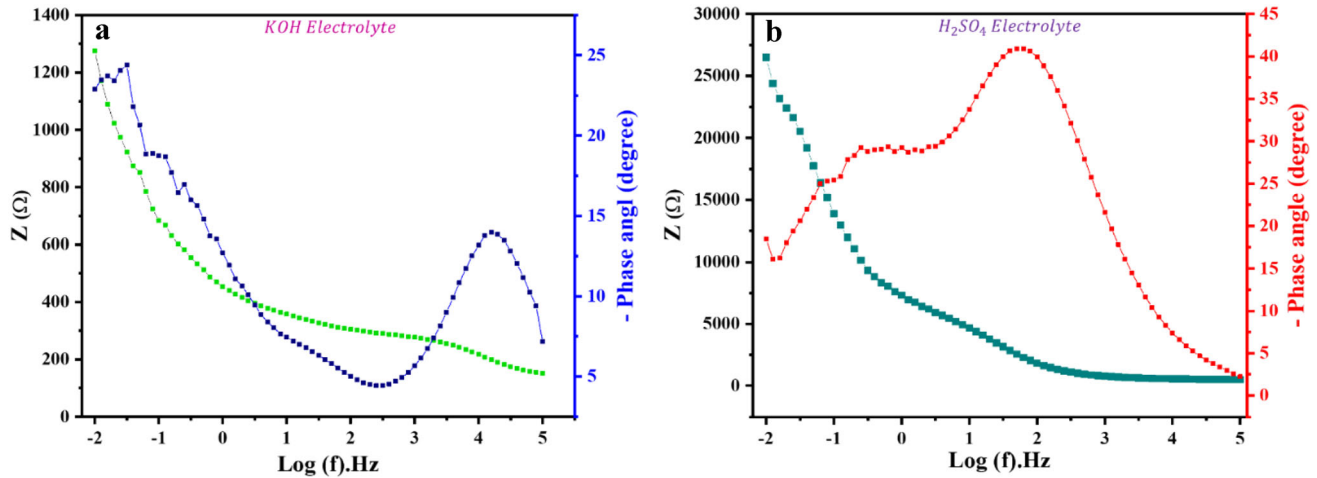 a
KOH Electrolyte
1400
1200
1000
800
600
400
200
0
Z (Ω)
25
20
15
10
5
- Phase angl (degree)
-2 -1 0 1 2 3 4 5
Log (f).Hz
b
H₂SO₄ Electrolyte
30000
25000
20000
15000
10000
5000
0
Z (Ω)
45
40
35
30
25
20
15
10
5
0
- Phase angle (degree)
-2 -1 0 1 2 3 4 5
Log (f).Hz